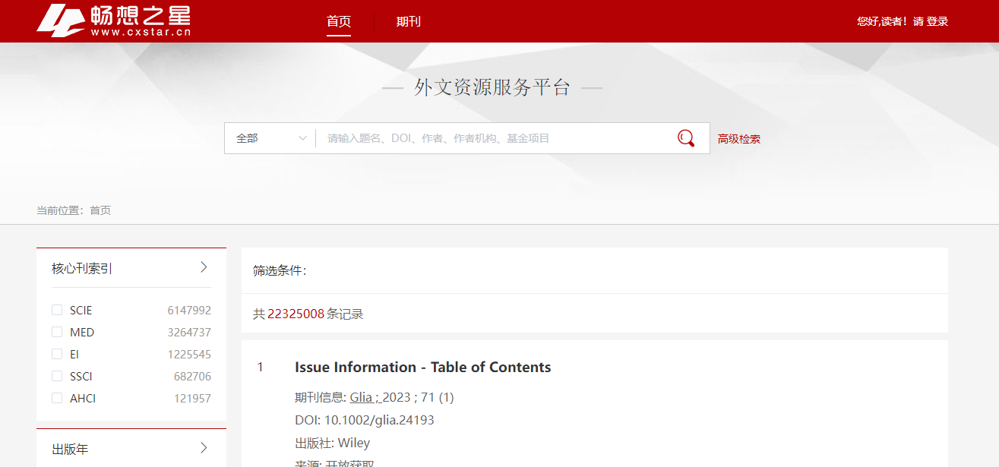 畅想之星
www.cxstar.cn
首页
期刊
您好,读者！请 登录
外文资源服务平台
全部
请输入题名、DOI、作者、作者机构、基金项目
高级检索
当前位置：首页
核心刊索引
SCIE 6147992
MED 3264737
EI 1225545
SSCI 682706
AHCI 121957
出版年
筛选条件：
共 22325008 条记录
1 Issue Information - Table of Contents
期刊信息: Glia ; 2023 ; 71 (1)
DOI: 10.1002/glia.24193
出版社: Wiley
来源: 开放获取